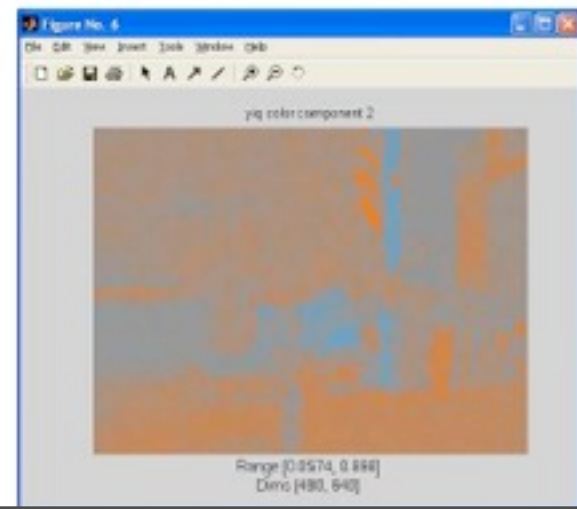 Figure No. 6
File Edit View Insert Tools Window Help
yiq color component 2
Range [0.0574, 0.898]
Dims [480, 640]